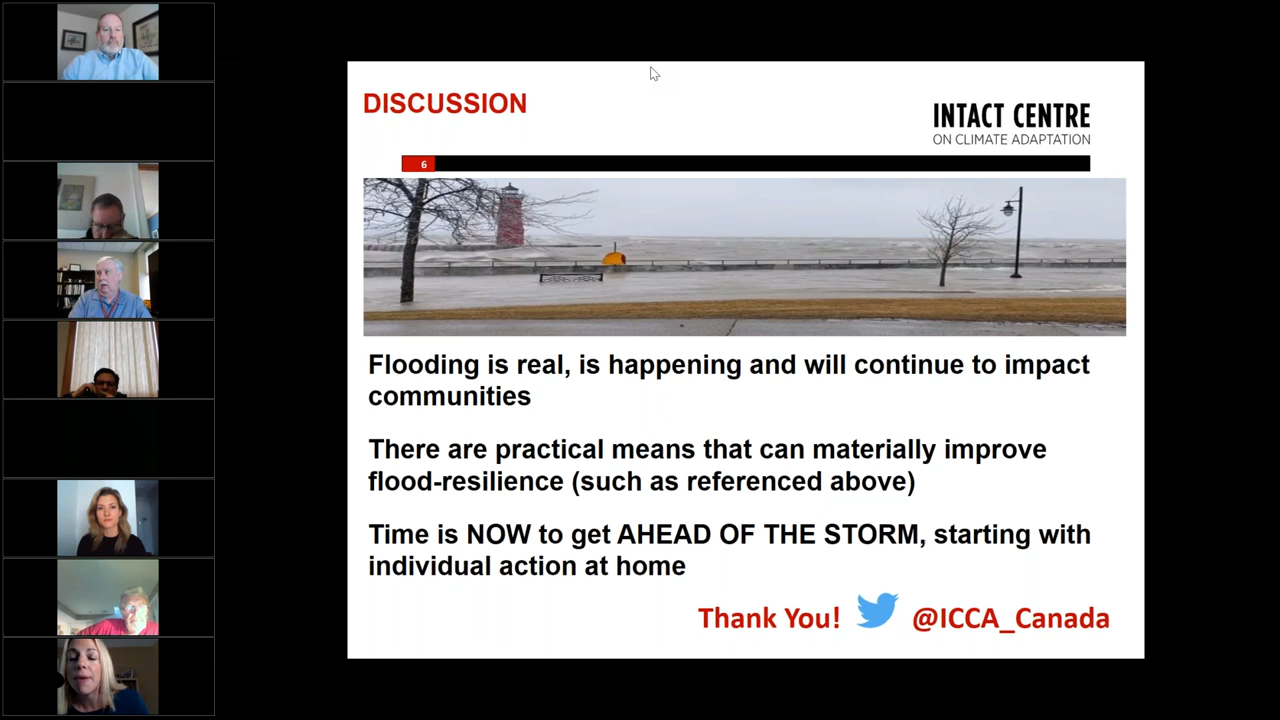 DISCUSSION
INTACT CENTRE
ON CLIMATE ADAPTATION
6
Flooding is real, is happening and will continue to impact
communities
There are practical means that can materially improve
flood-resilience (such as referenced above)
Time is NOW to get AHEAD OF THE STORM, starting with
individual action at home
Thank You! @ICCA_Canada